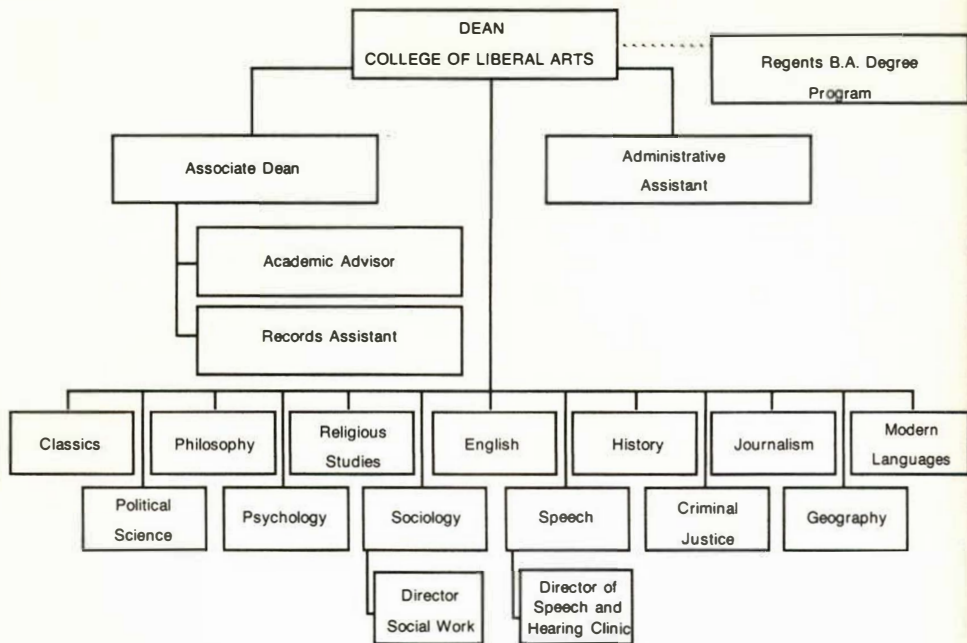 DEAN
COLLEGE OF LIBERAL ARTS
Regents B.A. Degree
Program
Associate Dean
Administrative
Assistant
Academic Advisor
Records Assistant
Classics
Philosophy
Religious
Studies
English
History
Journalism
Modern
Languages
Political
Science
Psychology
Sociology
Speech
Criminal
Justice
Geography
Director
Social Work
Director of
Speech and
Hearing Clinic